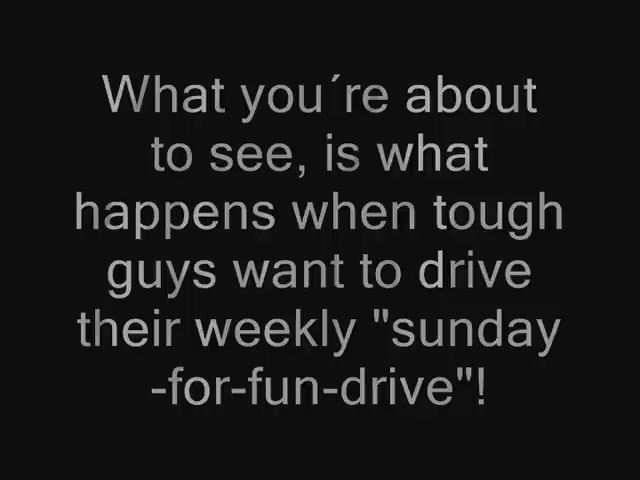 What you´re about
to see, is what
happens when tough
guys want to drive
their weekly "sunday
-for-fun-drive"!